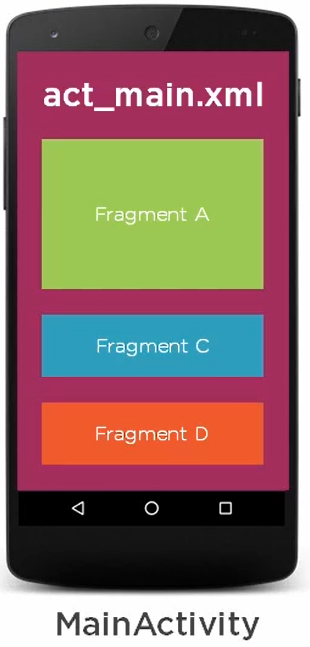 act_main.xml
Fragment A
Fragment C
Fragment D
MainActivity